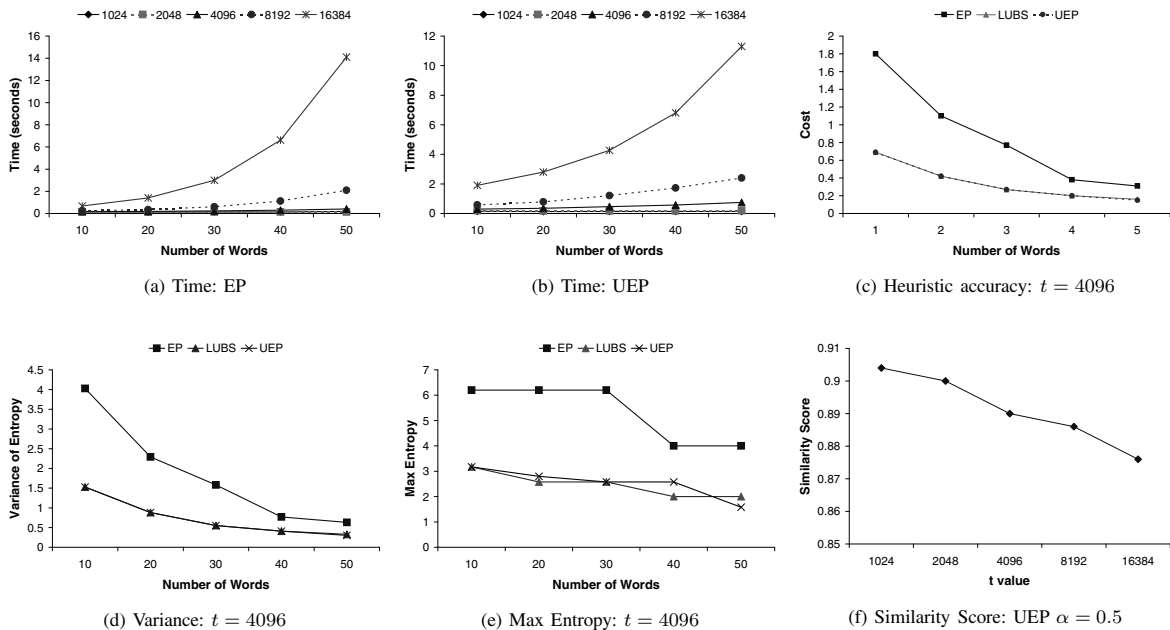 1024 2048 4096 8192 16384
16
14
12
10
8
6
4
2
0
Time (seconds)
10 20 30 40 50
Number of Words
(a) Time: EP
1024 2048 4096 8192 16384
12
10
8
6
4
2
0
Time (seconds)
10 20 30 40 50
Number of Words
(b) Time: UEP
EP LUBS UEP
2
1.8
1.6
1.4
1.2
1
0.8
0.6
0.4
0.2
0
Cost
1 2 3 4 5
Number of Words
(c) Heuristic accuracy: t = 4096
EP LUBS UEP
4.5
4
3.5
3
2.5
2
1.5
1
0.5
0
Variance of Entropy
10 20 30 40 50
Number of Words
(d) Variance: t = 4096
EP LUBS UEP
7
6
5
4
3
2
1
0
Max Entropy
10 20 30 40 50
Number of Words
(e) Max Entropy: t = 4096
0.91
0.9
0.89
0.88
0.87
0.86
0.85
Similarity Score
1024 2048 4096 8192 16384
t value
(f) Similarity Score: UEP α = 0.5